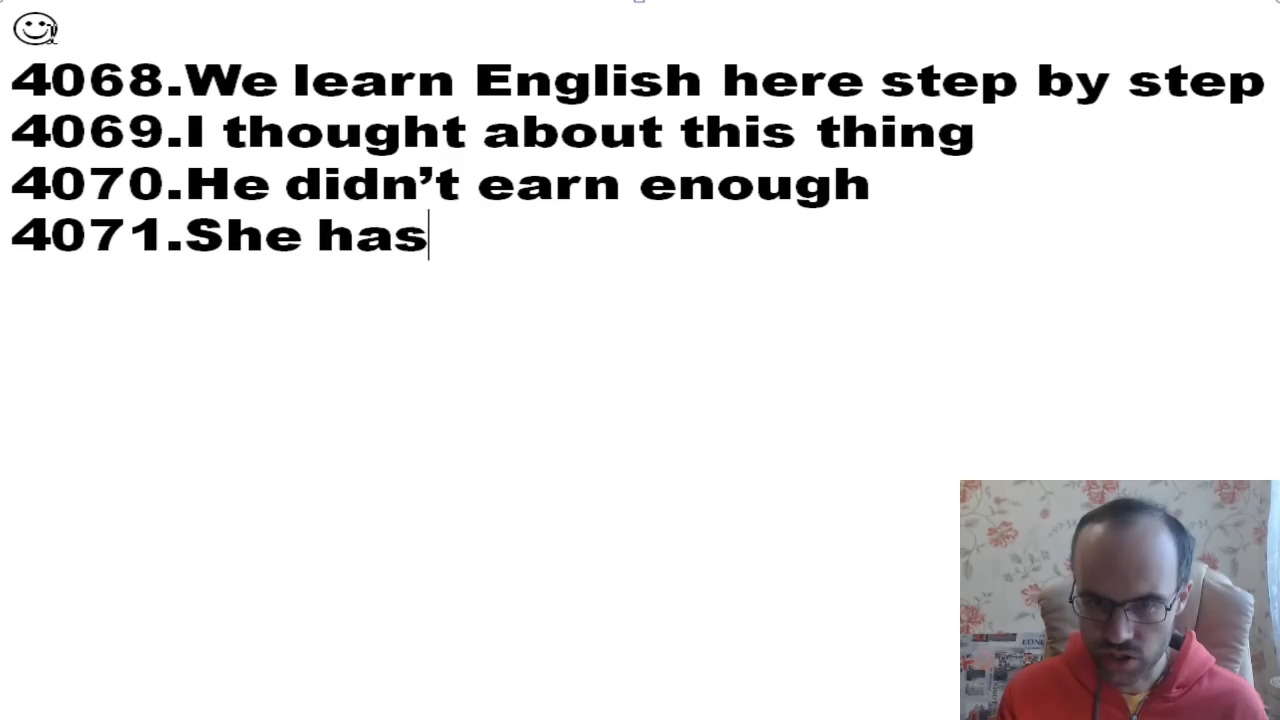 4068.We learn English here step by step
4069.I thought about this thing
4070.He didn’t earn enough
4071.She has